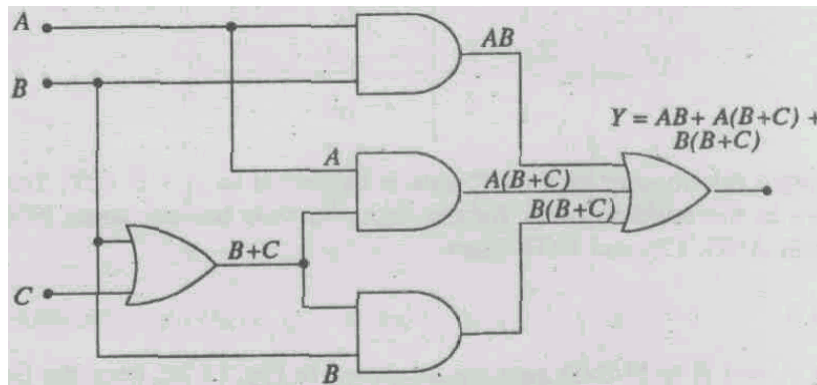 A
AB
B
Y = AB + A(B+C) +
B(B+C)
A
A(B+C)
B(B+C)
B+C
C
B